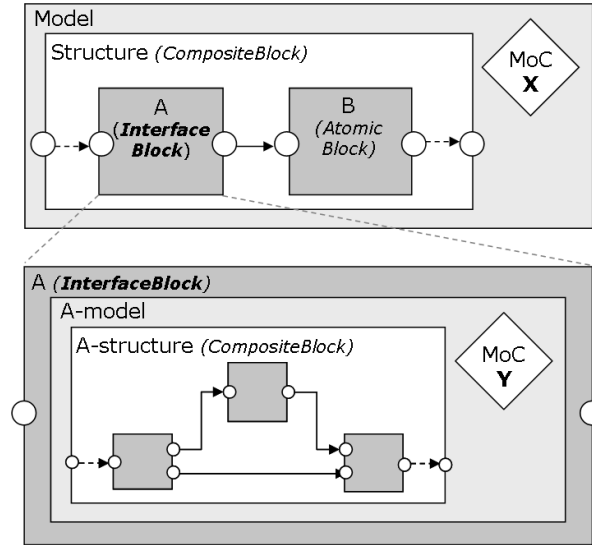 Model
Structure (CompositeBlock)
MoC
X
A
(Interface
Block)
B
(Atomic
Block)
A (InterfaceBlock)
A-model
A-structure (CompositeBlock)
MoC
Y